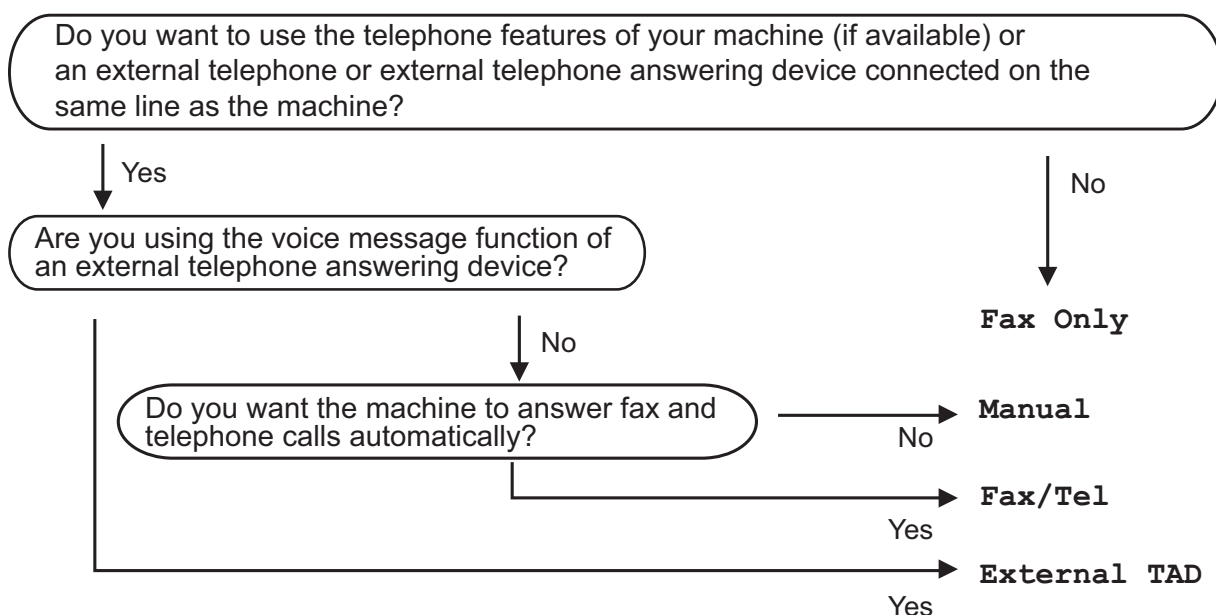 Do you want to use the telephone features of your machine (if available) or
an external telephone or external telephone answering device connected on the
same line as the machine?
Yes
No
Are you using the voice message function of
an external telephone answering device?
Fax Only
No
Do you want the machine to answer fax and
telephone calls automatically?
Manual
No
Fax/Tel
Yes
External TAD
Yes